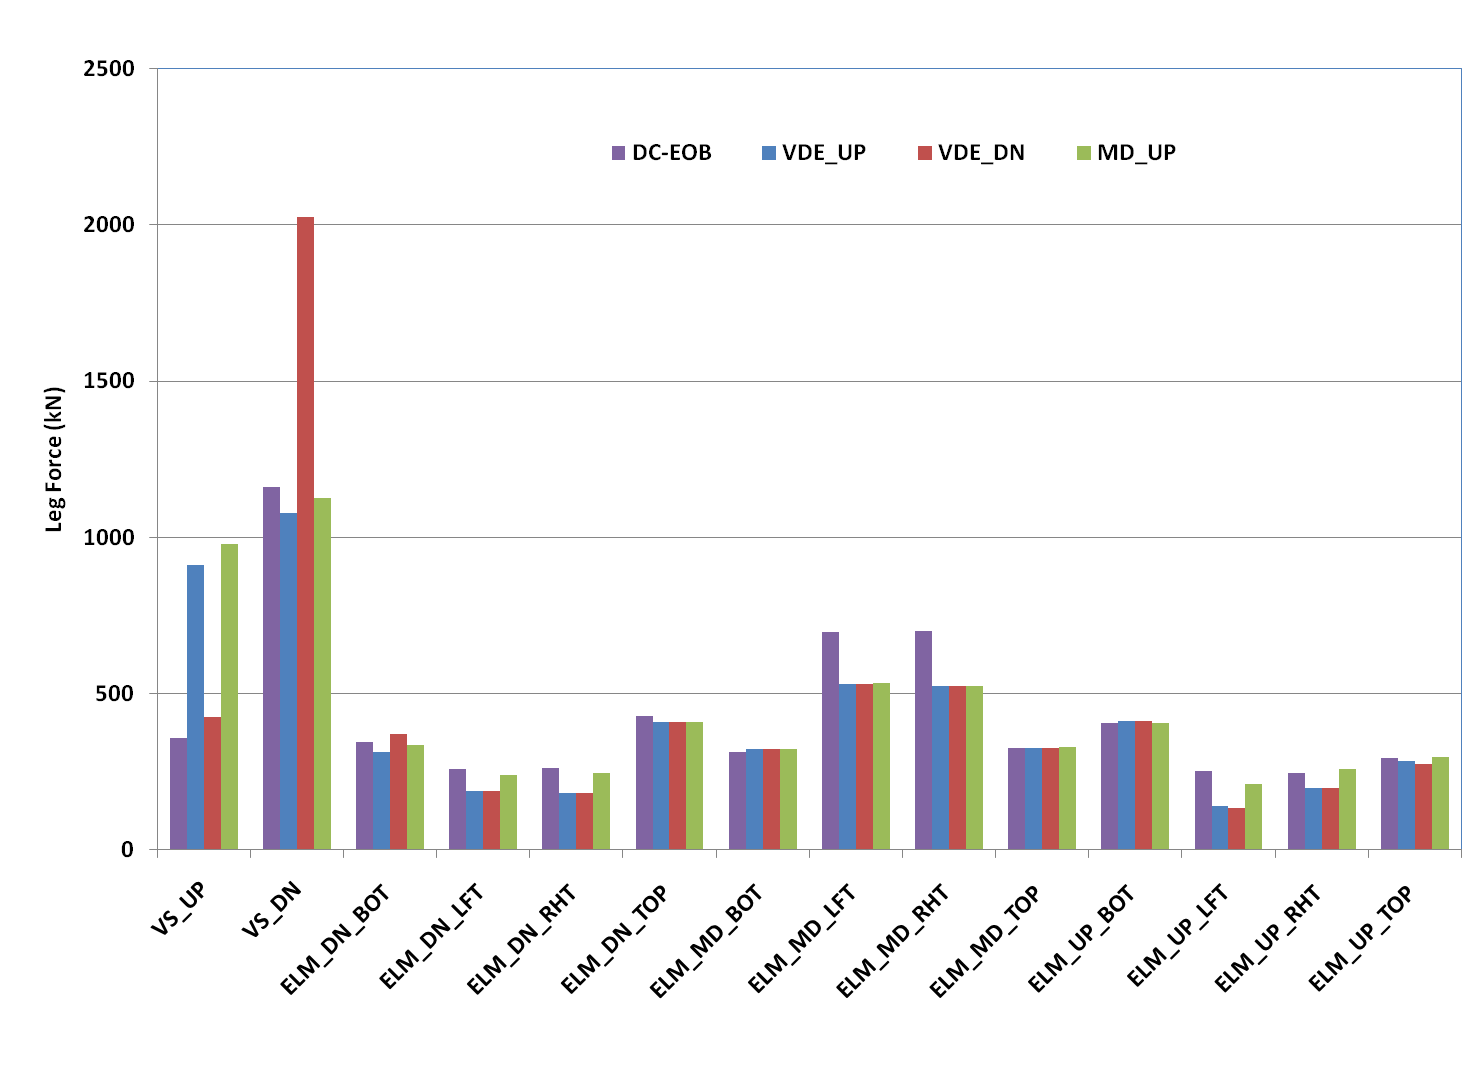 2500
DC-EOB VDE_UP VDE_DN MD_UP
2000
1500
Leg Force (kN)
1000
500
0
VS_UP
VS_DN
ELM_DN_BOT
ELM_DN_LFT
ELM_DN_RHT
ELM_DN_TOP
ELM_MD_BOT
ELM_MD_LFT
ELM_MD_RHT
ELM_MD_TOP
ELM_UP_BOT
ELM_UP_LFT
ELM_UP_RHT
ELM_UP_TOP